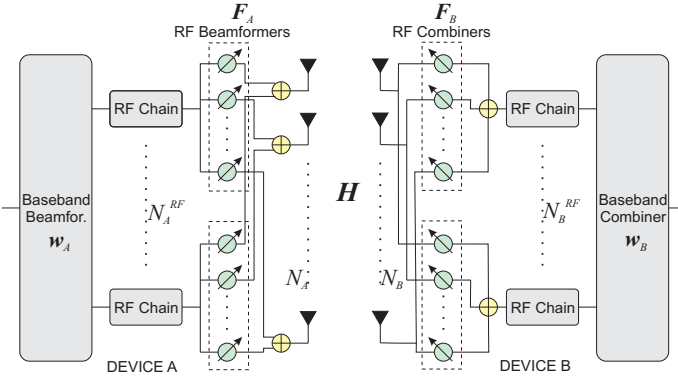 F_A
RF Beamformers
F_B
RF Combiners
RF Chain
RF Chain
Baseband
Beamfor.
w_A
N_A^RF
N_A
H
N_B
N_B^RF
Baseband
Combiner
w_B
RF Chain
RF Chain
DEVICE A
DEVICE B